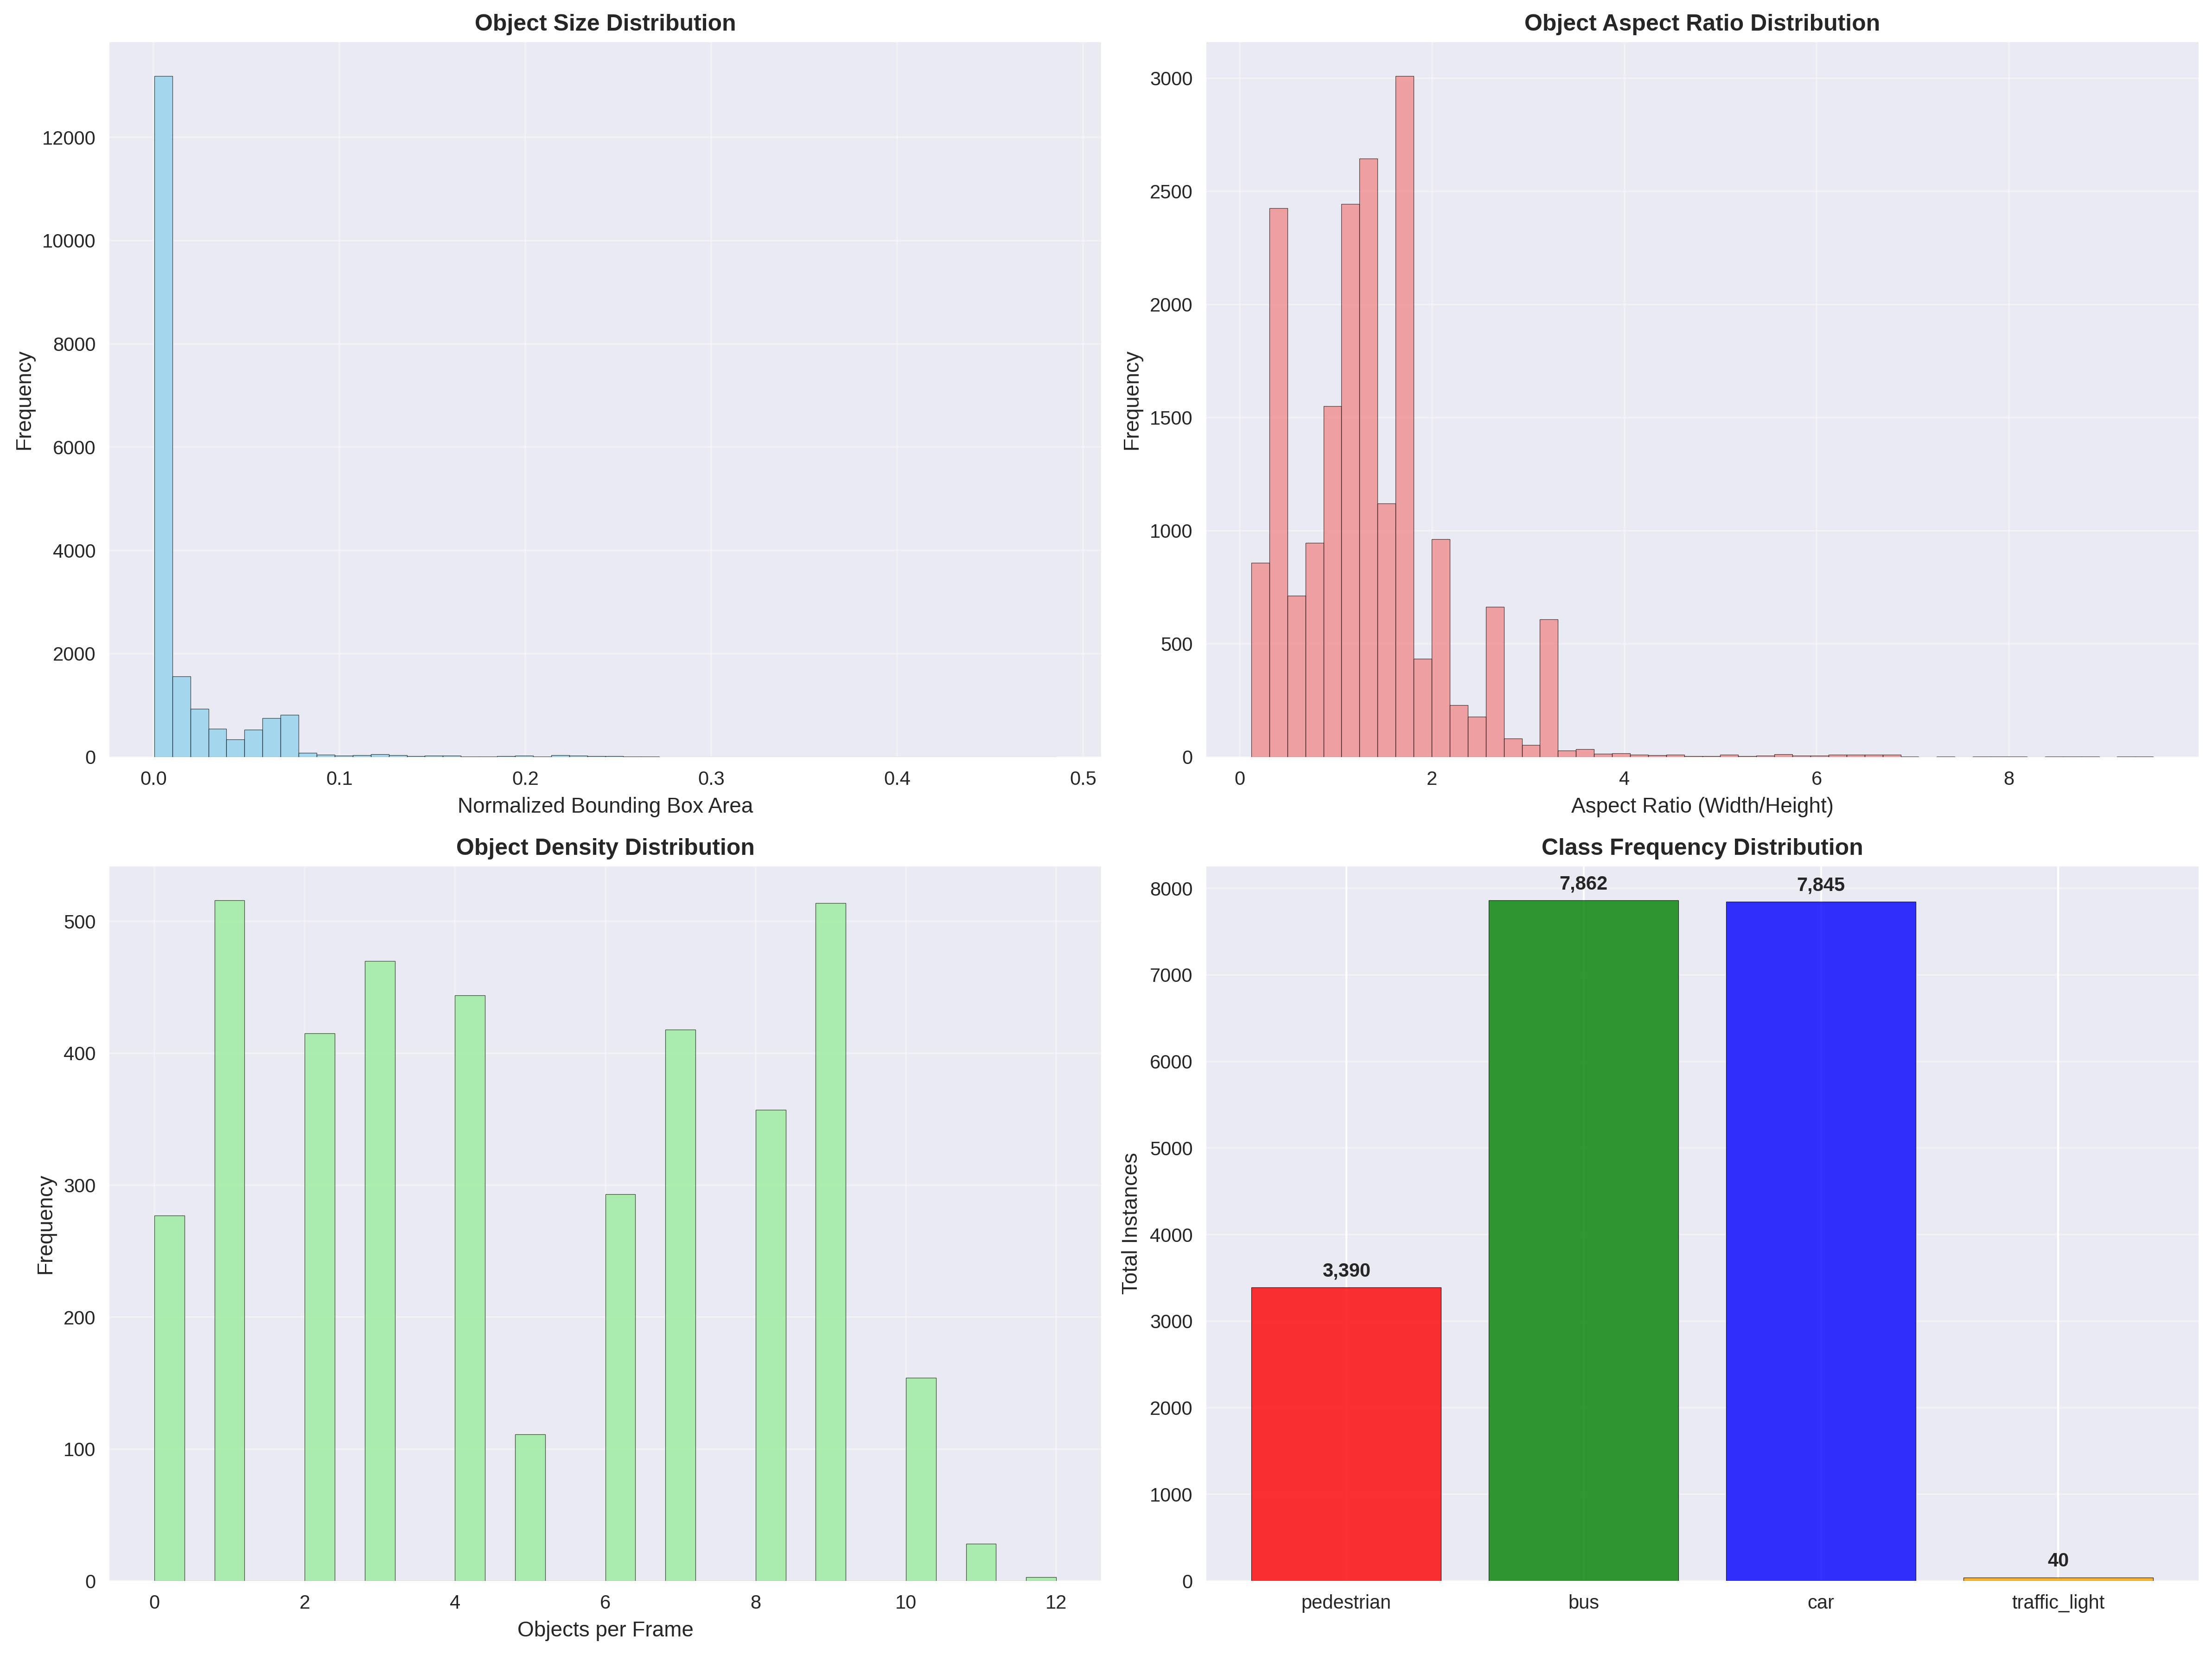 Object Size Distribution
12000
10000
8000
6000
4000
2000
0
Frequency
0.0 0.1 0.2 0.3 0.4 0.5
Normalized Bounding Box Area
Object Aspect Ratio Distribution
3000
2500
2000
1500
1000
500
0
Frequency
0 2 4 6 8
Aspect Ratio (Width/Height)
Object Density Distribution
500
400
300
200
100
0
Frequency
0 2 4 6 8 10 12
Objects per Frame
Class Frequency Distribution
8000
7000
6000
5000
4000
3000
2000
1000
0
Total Instances
3,390
7,862
7,845
40
pedestrian bus car traffic_light